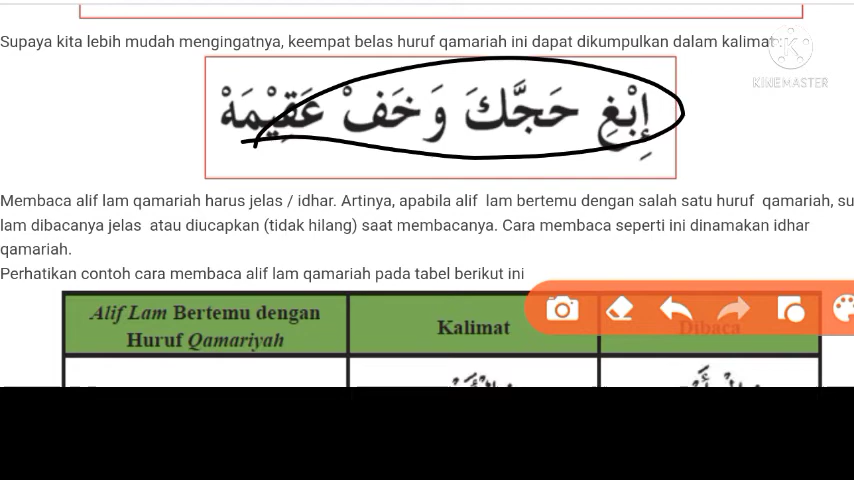 Supaya kita lebih mudah mengingatnya, keempat belas huruf qamariah ini dapat dikumpulkan dalam kalimat :
KINEMASTER
إِبْغِ حَجَّكَ وَخَفْ عَقِيْمَهْ
Membaca alif lam qamariah harus jelas / idhar. Artinya, apabila alif lam bertemu dengan salah satu huruf qamariah, su
lam dibacanya jelas atau diucapkan (tidak hilang) saat membacanya. Cara membaca seperti ini dinamakan idhar
qamariah.
Perhatikan contoh cara membaca alif lam qamariah pada tabel berikut ini
Alif Lam Bertemu dengan Huruf Qamariyah
Kalimat
Dibaca